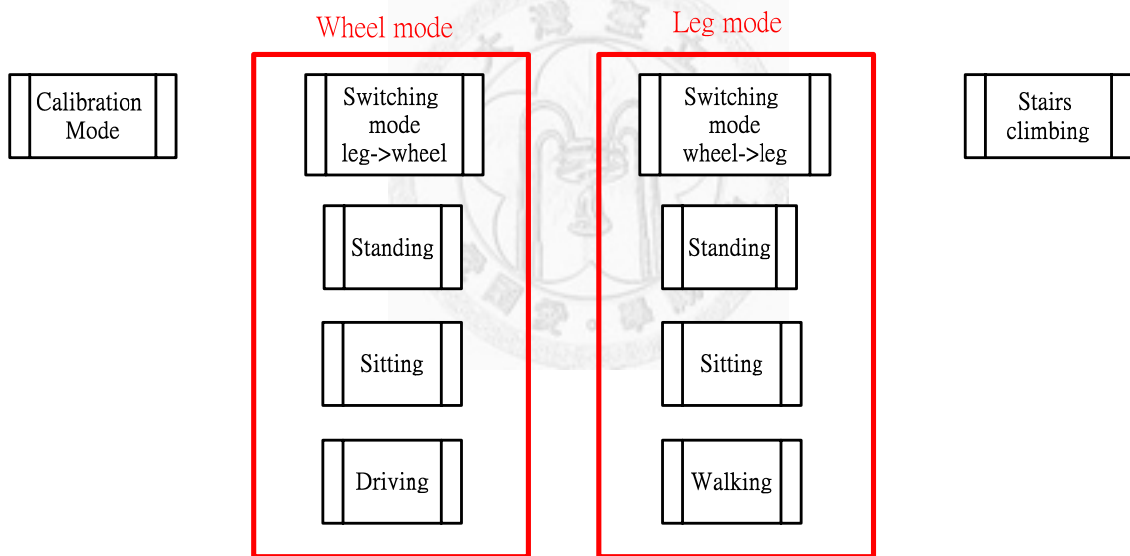 Wheel mode
Leg mode
Calibration
Mode
Switching
mode
leg->wheel
Switching
mode
wheel->leg
Stairs
climbing
Standing
Standing
Sitting
Sitting
Driving
Walking